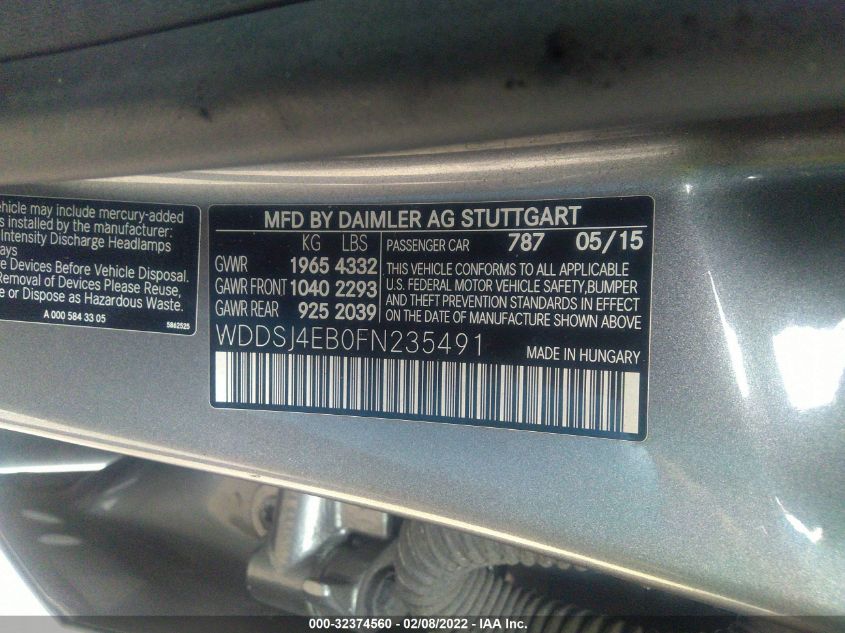 ehicle may include mercury-added
s installed by the manufacturer:
Intensity Discharge Headlamps
ays
e Devices Before Vehicle Disposal.
Removal of Devices Please Reuse,
e or Dispose as Hazardous Waste.
A 000 584 33 05
5862525
MFD BY DAIMLER AG STUTTGART
KG LBS PASSENGER CAR 787 05/15
GVWR 1965 4332
GAWR FRONT 1040 2293
GAWR REAR 925 2039
THIS VEHICLE CONFORMS TO ALL APPLICABLE
U.S. FEDERAL MOTOR VEHICLE SAFETY,BUMPER
AND THEFT PREVENTION STANDARDS IN EFFECT
ON THE DATE OF MANUFACTURE SHOWN ABOVE
WDDSJ4EB0FN235491 MADE IN HUNGARY
000-32374560 - 02/08/2022 - IAA Inc.